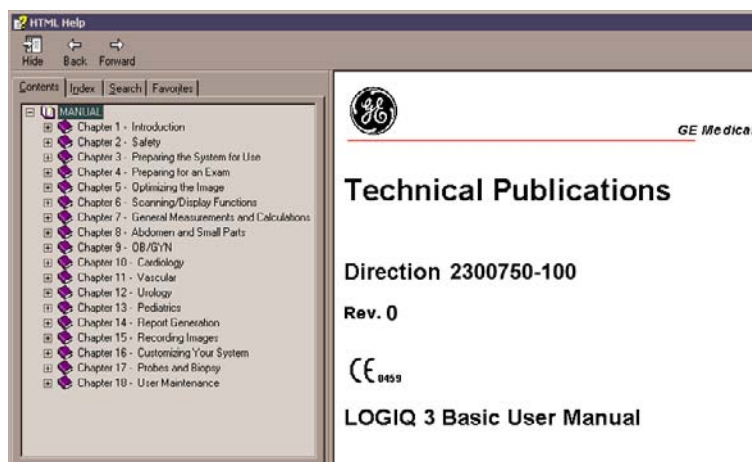 HTML Help
Hide Back Forward
Contents Index Search Favorites
MANUAL
Chapter 1 - Introduction
Chapter 2 - Safety
Chapter 3 - Preparing the System for Use
Chapter 4 - Preparing for an Exam
Chapter 5 - Optimizing the Image
Chapter 6 - Scanning/Display Functions
Chapter 7 - General Measurements and Calculations
Chapter 8 - Abdomen and Small Parts
Chapter 9 - OB/GYN
Chapter 10 - Cardiology
Chapter 11 - Vascular
Chapter 12 - Urology
Chapter 13 - Pediatrics
Chapter 14 - Report Generation
Chapter 15 - Recording Images
Chapter 16 - Customizing Your System
Chapter 17 - Probes and Biopsy
Chapter 18 - User Maintenance
GE
GE Medica
Technical Publications
Direction 2300750-100
Rev. 0
CE 0459
LOGIQ 3 Basic User Manual